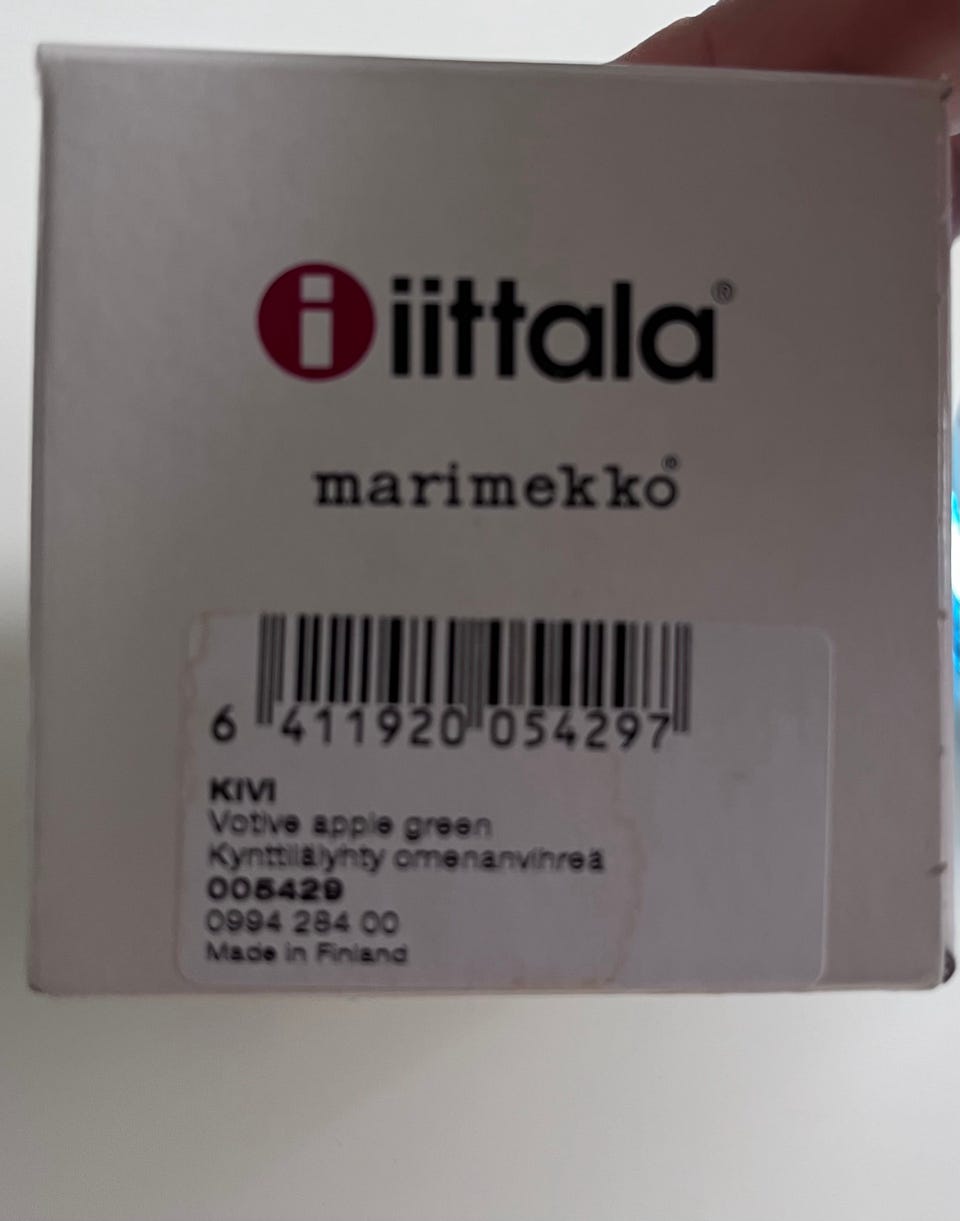 iittala®
marimekko®
6 411920 054297
KIVI
Votive apple green
Kynttilälyhty omenanvihreä
005429
0994 284 00
Made in Finland